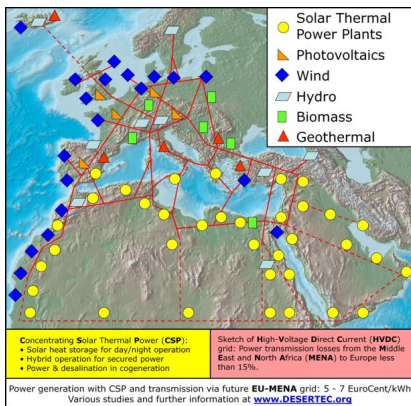 Solar Thermal
Power Plants
Photovoltaics
Wind
Hydro
Biomass
Geothermal
Concentrating Solar Thermal Power (CSP):
• Solar heat storage for day/night operation
• Hybrid operation for secured power
• Power & desalination in cogeneration
Sketch of High-Voltage Direct Current (HVDC)
grid: Power transmission losses from the Middle
East and North Africa (MENA) to Europe less
than 15%.
Power generation with CSP and transmission via future EU-MENA grid: 5 - 7 EuroCent/kWh
Various studies and further information at www.DESERTEC.org